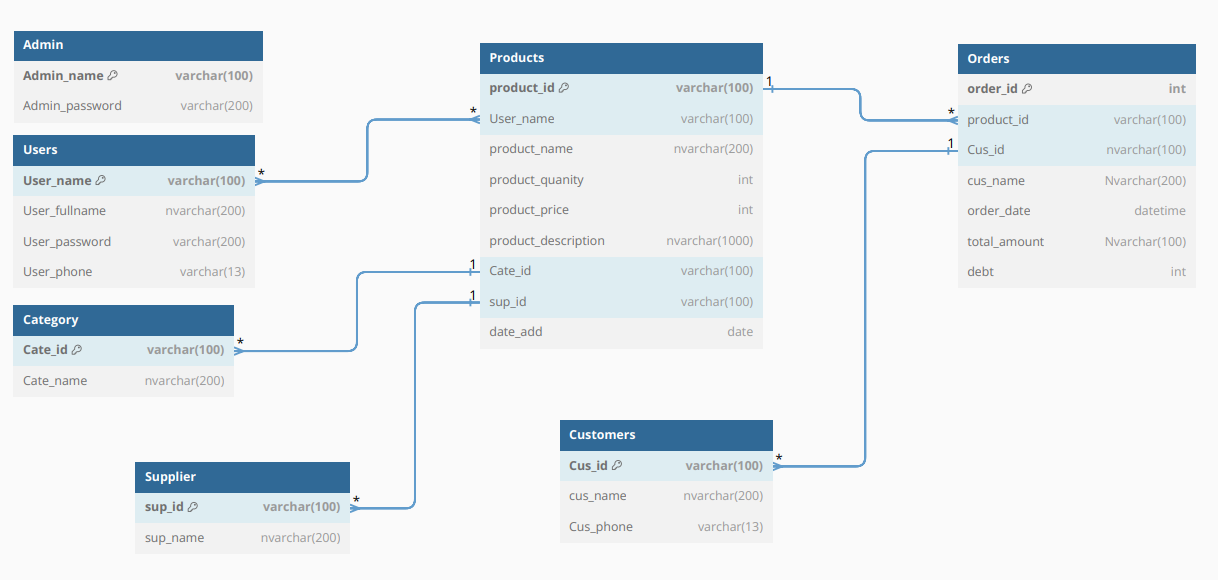 Admin
Admin_name varchar(100)
Admin_password varchar(200)
Users
User_name varchar(100)
User_fullname nvarchar(200)
User_password varchar(200)
User_phone varchar(13)
Category
Cate_id varchar(100)
Cate_name nvarchar(200)
Supplier
sup_id varchar(100)
sup_name nvarchar(200)
Products
product_id varchar(100)
User_name varchar(100)
product_name nvarchar(200)
product_quanity int
product_price int
product_description nvarchar(1000)
Cate_id varchar(100)
sup_id varchar(100)
date_add date
Customers
Cus_id varchar(100)
cus_name nvarchar(200)
Cus_phone varchar(13)
Orders
order_id int
product_id varchar(100)
Cus_id nvarchar(100)
cus_name Nvarchar(200)
order_date datetime
total_amount Nvarchar(100)
debt int
*
*
*
1
*
1
1
*
1
*